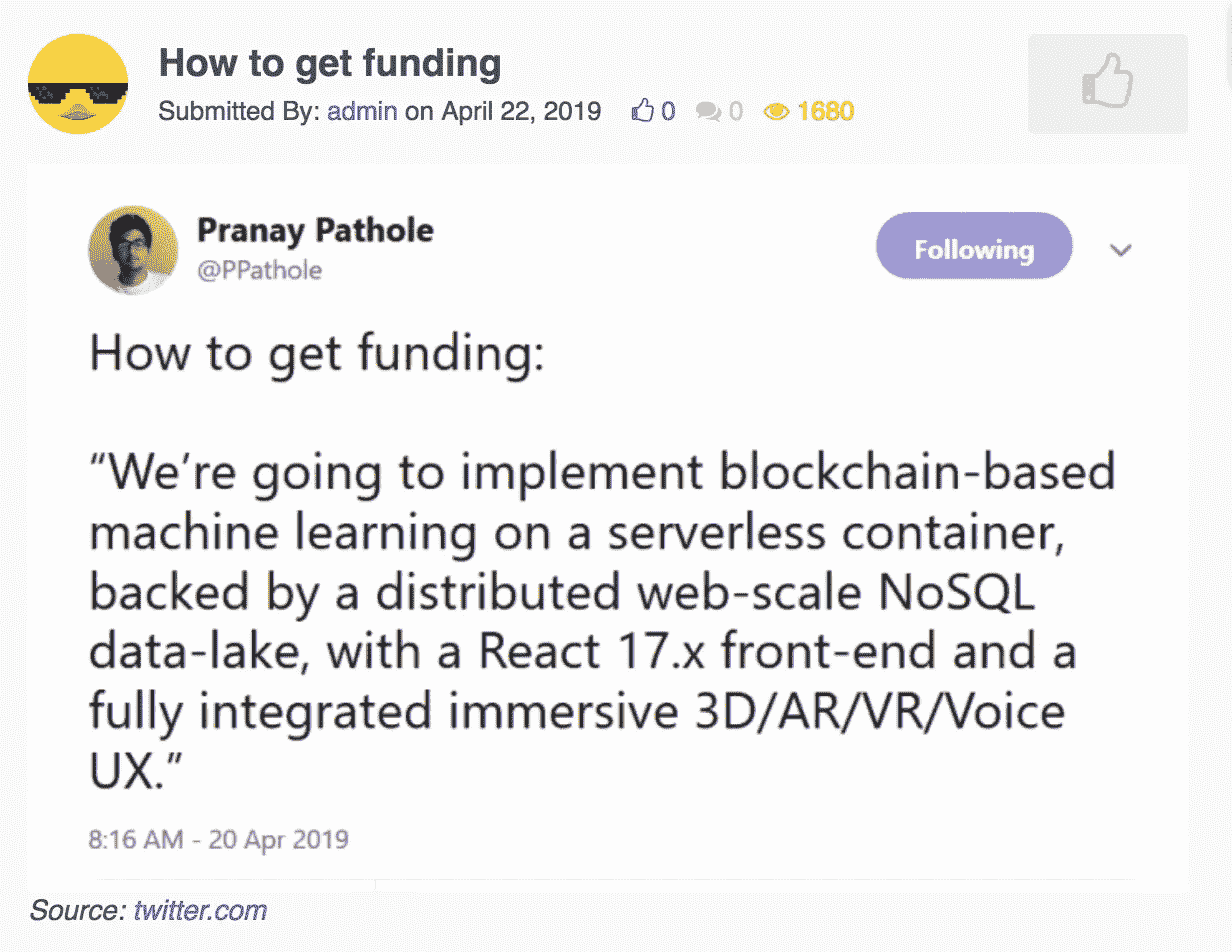 How to get funding
Submitted By: admin on April 22, 2019 0 0 1680
Pranay Pathole
@PPathole
Following
How to get funding:
“We’re going to implement blockchain-based
machine learning on a serverless container,
backed by a distributed web-scale NoSQL
data-lake, with a React 17.x front-end and a
fully integrated immersive 3D/AR/VR/Voice
UX.”
8:16 AM - 20 Apr 2019
Source: twitter.com